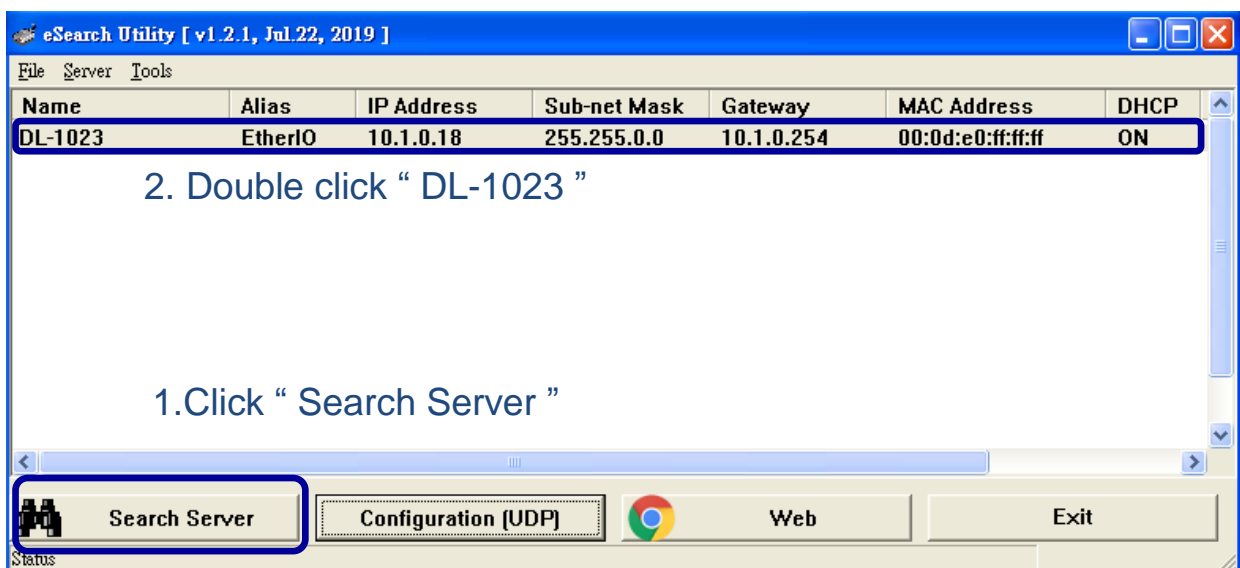 eSearch Utility [ v1.2.1, Jul.22, 2019 ]
File Server Tools
Name Alias IP Address Sub-net Mask Gateway MAC Address DHCP
DL-1023 EtherIO 10.1.0.18 255.255.0.0 10.1.0.254 00:0d:e0:ff:ff:ff ON
2. Double click “ DL-1023 ”
1.Click “ Search Server ”
Search Server Configuration (UDP) Web Exit
Status